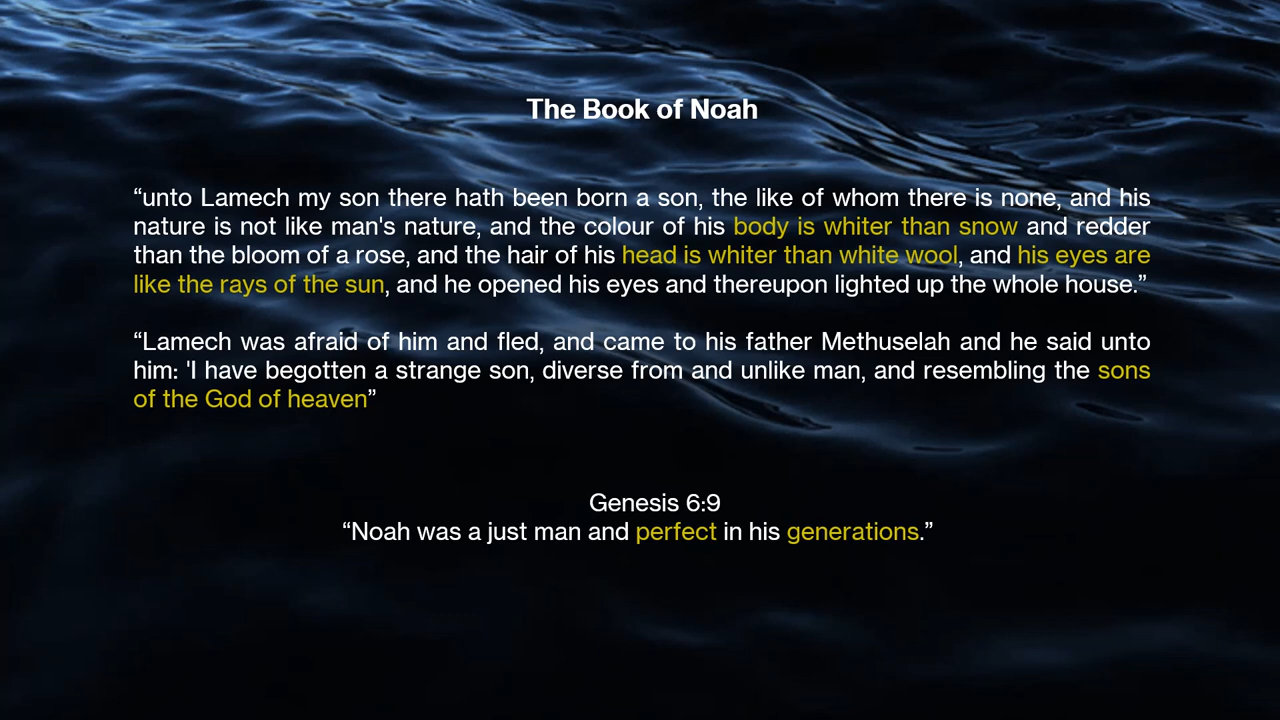 The Book of Noah
“unto Lamech my son there hath been born a son, the like of whom there is none, and his
nature is not like man's nature, and the colour of his body is whiter than snow and redder
than the bloom of a rose, and the hair of his head is whiter than white wool, and his eyes are
like the rays of the sun, and he opened his eyes and thereupon lighted up the whole house.”
“Lamech was afraid of him and fled, and came to his father Methuselah and he said unto
him: 'I have begotten a strange son, diverse from and unlike man, and resembling the sons
of the God of heaven”
Genesis 6:9
“Noah was a just man and perfect in his generations.”